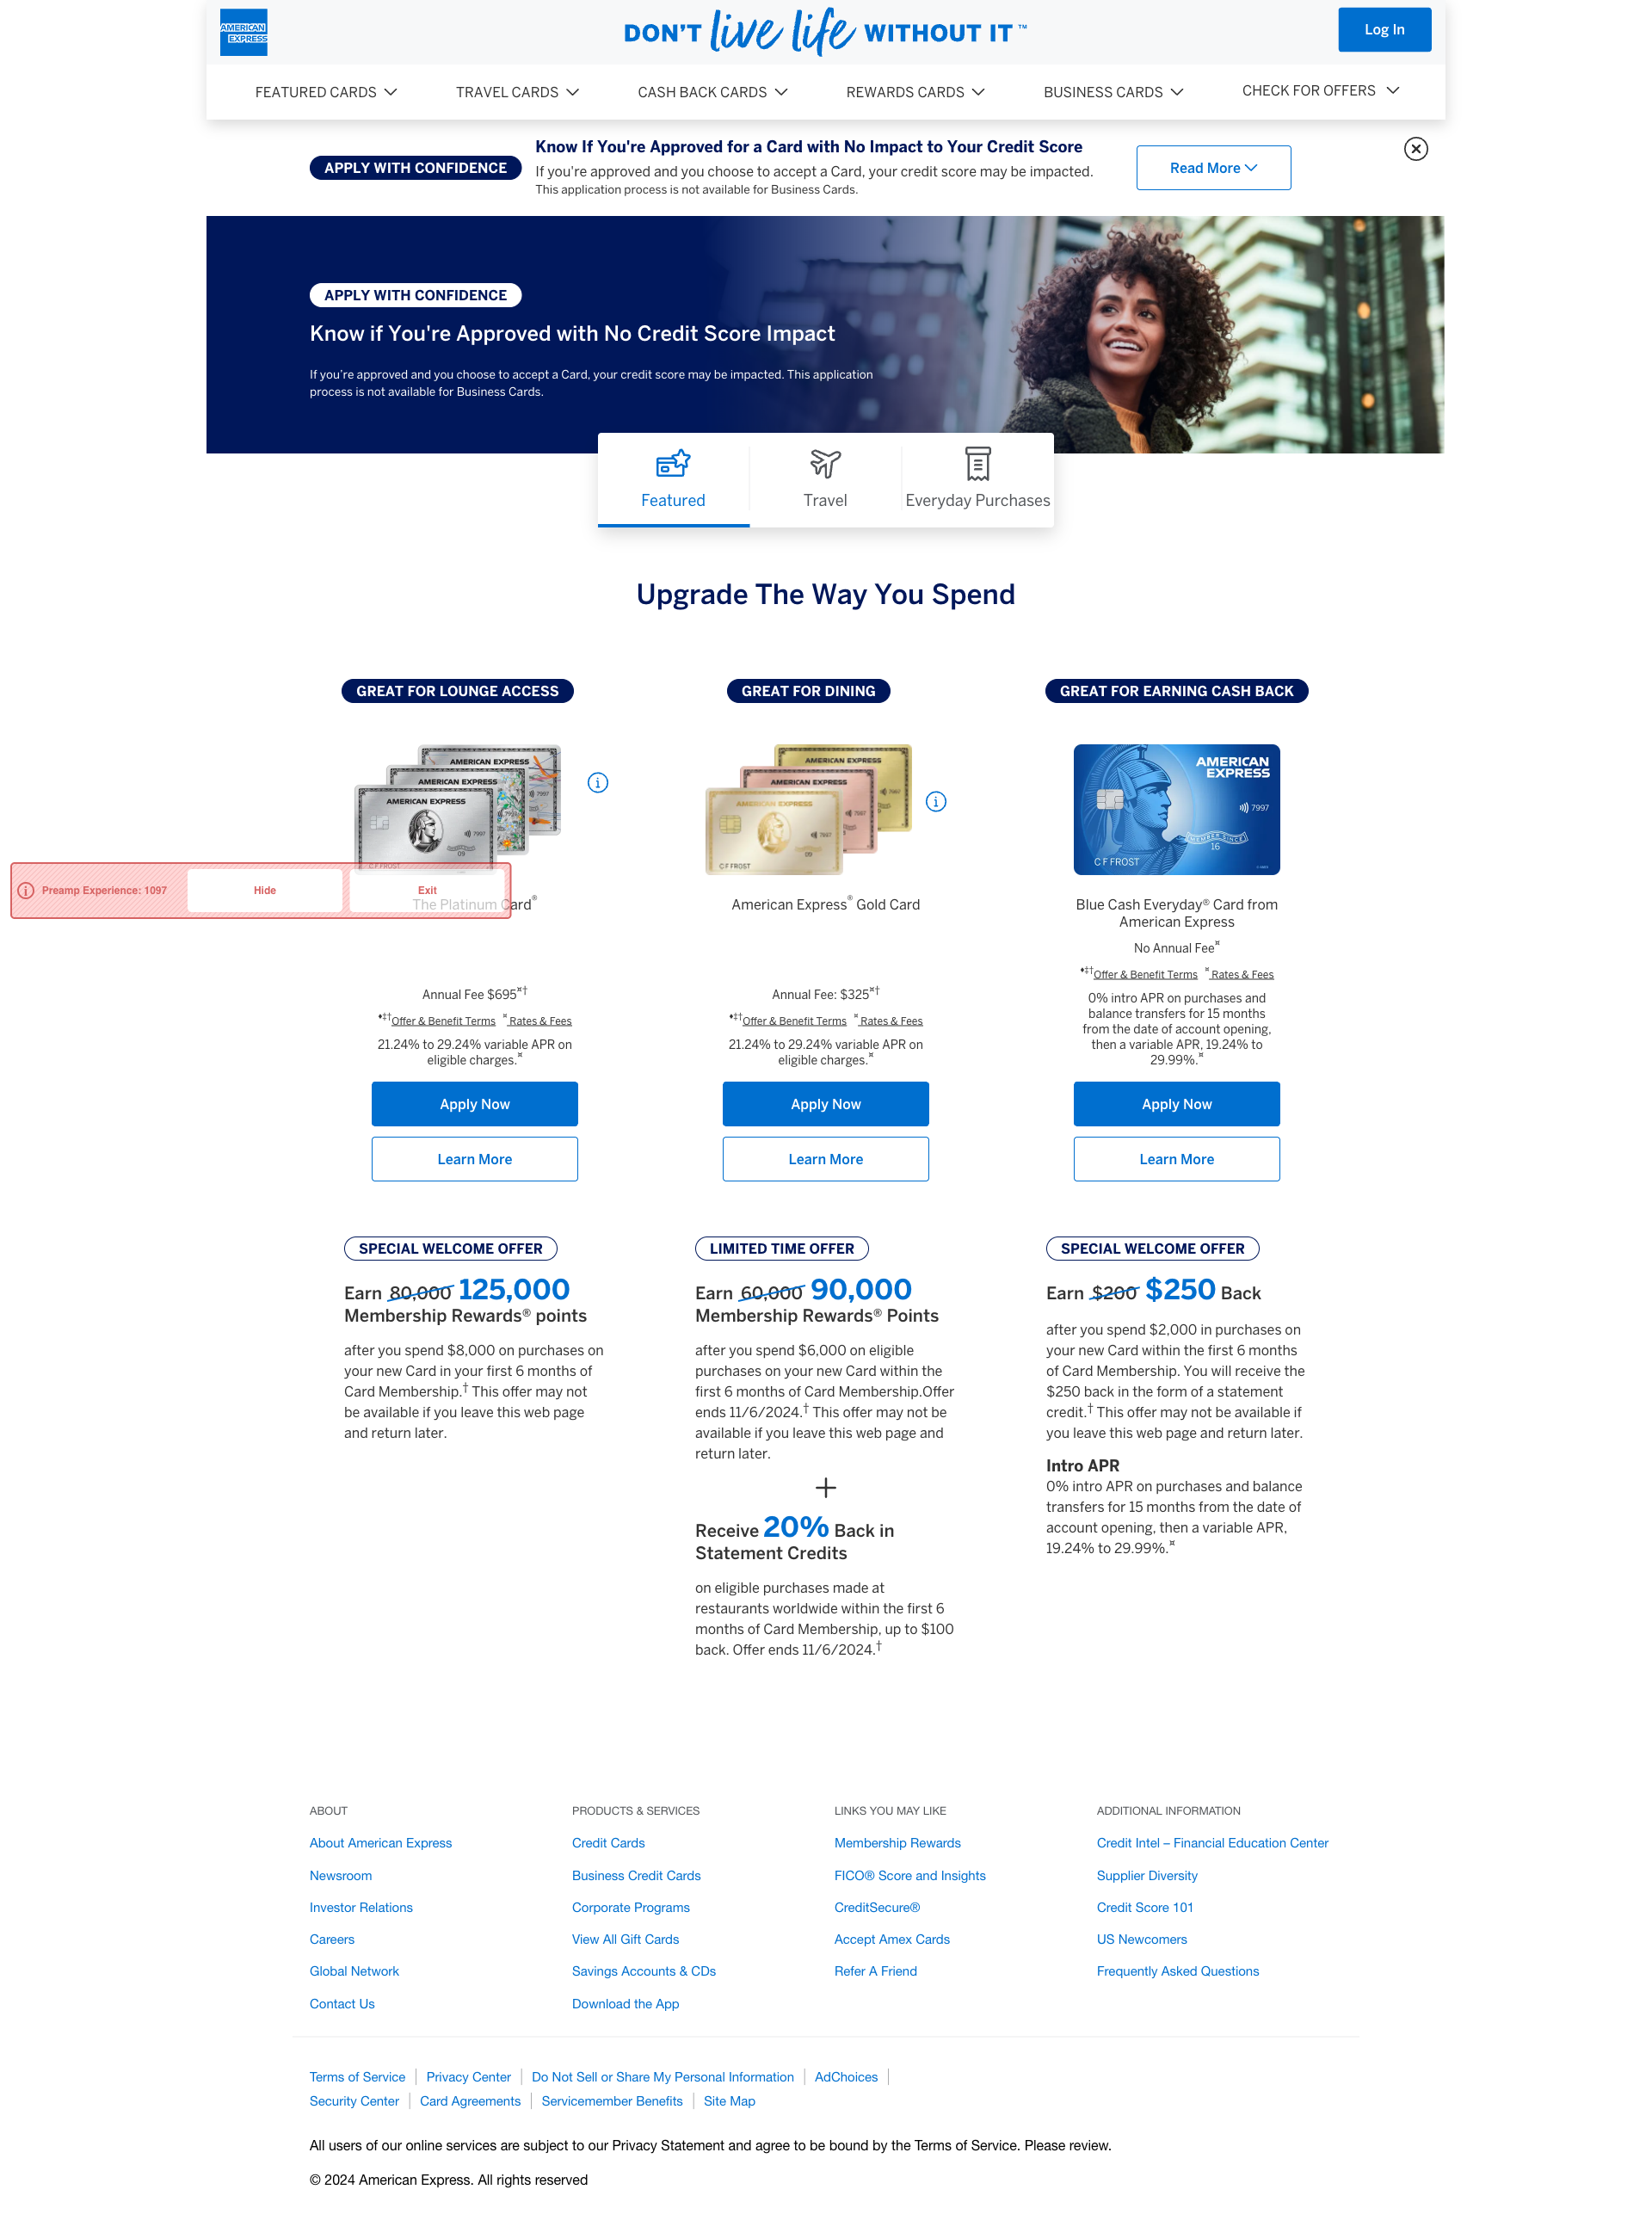 AMERICAN
EXPRESS
DON'T live life WITHOUT IT ™
Log In
FEATURED CARDS
TRAVEL CARDS
CASH BACK CARDS
REWARDS CARDS
BUSINESS CARDS
CHECK FOR OFFERS
APPLY WITH CONFIDENCE
Know If You're Approved for a Card with No Impact to Your Credit Score
If you're approved and you choose to accept a Card, your credit score may be impacted.
This application process is not available for Business Cards.
Read More
APPLY WITH CONFIDENCE
Know if You're Approved with No Credit Score Impact
If you're approved and you choose to accept a Card, your credit score may be impacted. This application
process is not available for Business Cards.
Featured
Travel
Everyday Purchases
Upgrade The Way You Spend
GREAT FOR LOUNGE ACCESS
AMERICAN EXPRESS
AMERICAN EXPRESS
AMERICAN EXPRESS
7997
7997
7997
09
C F FROST
Preamp Experience: 1097
Hide
Exit
The Platinum Card®
Annual Fee $695¤†
♦‡†Offer & Benefit Terms ¤ Rates & Fees
21.24% to 29.24% variable APR on
eligible charges.¤
Apply Now
Learn More
SPECIAL WELCOME OFFER
Earn 80,000 125,000
Membership Rewards® points
after you spend $8,000 on purchases on
your new Card in your first 6 months of
Card Membership.† This offer may not
be available if you leave this web page
and return later.
GREAT FOR DINING
AMERICAN EXPRESS
AMERICAN EXPRESS
AMERICAN EXPRESS
7997
7997
7997
09
C F FROST
American Express® Gold Card
Annual Fee: $325¤†
♦‡†Offer & Benefit Terms ¤ Rates & Fees
21.24% to 29.24% variable APR on
eligible charges.¤
Apply Now
Learn More
LIMITED TIME OFFER
Earn 60,000 90,000
Membership Rewards® Points
after you spend $6,000 on eligible
purchases on your new Card within the
first 6 months of Card Membership.Offer
ends 11/6/2024.† This offer may not be
available if you leave this web page and
return later.
+
Receive 20% Back in
Statement Credits
on eligible purchases made at
restaurants worldwide within the first 6
months of Card Membership, up to $100
back. Offer ends 11/6/2024.†
GREAT FOR EARNING CASH BACK
AMERICAN
EXPRESS
7997
MEMBER SINCE
16
C F FROST
Blue Cash Everyday® Card from
American Express
No Annual Fee¤
♦‡†Offer & Benefit Terms ¤ Rates & Fees
0% intro APR on purchases and
balance transfers for 15 months
from the date of account opening,
then a variable APR, 19.24% to
29.99%.¤
Apply Now
Learn More
SPECIAL WELCOME OFFER
Earn $200 $250 Back
after you spend $2,000 in purchases on
your new Card within the first 6 months
of Card Membership. You will receive the
$250 back in the form of a statement
credit.† This offer may not be available if
you leave this web page and return later.
Intro APR
0% intro APR on purchases and balance
transfers for 15 months from the date of
account opening, then a variable APR,
19.24% to 29.99%.¤
ABOUT
About American Express
Newsroom
Investor Relations
Careers
Global Network
Contact Us
PRODUCTS & SERVICES
Credit Cards
Business Credit Cards
Corporate Programs
View All Gift Cards
Savings Accounts & CDs
Download the App
LINKS YOU MAY LIKE
Membership Rewards
FICO® Score and Insights
CreditSecure®
Accept Amex Cards
Refer A Friend
ADDITIONAL INFORMATION
Credit Intel – Financial Education Center
Supplier Diversity
Credit Score 101
US Newcomers
Frequently Asked Questions
Terms of Service | Privacy Center | Do Not Sell or Share My Personal Information | AdChoices |
Security Center | Card Agreements | Servicemember Benefits | Site Map
All users of our online services are subject to our Privacy Statement and agree to be bound by the Terms of Service. Please review.
© 2024 American Express. All rights reserved